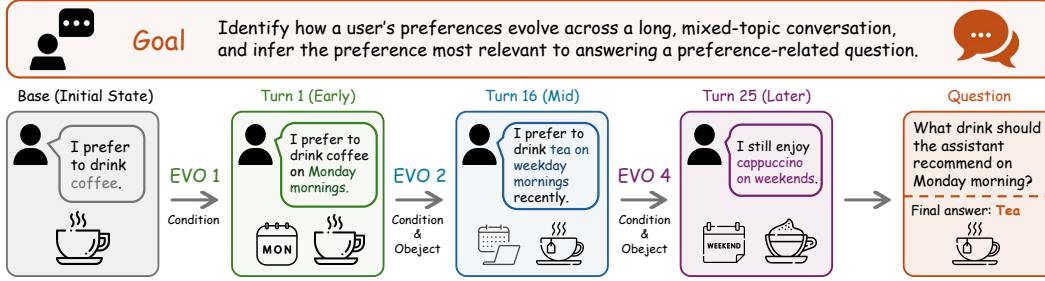 Goal
Identify how a user's preferences evolve across a long, mixed-topic conversation,
and infer the preference most relevant to answering a preference-related question.
Base (Initial State)
I prefer
to drink
coffee.
EVO 1
Condition
Turn 1 (Early)
I prefer to
drink coffee
on Monday
mornings.
MON
EVO 2
Condition
&
Obeject
Turn 16 (Mid)
I prefer to
drink tea on
weekday
mornings
recently.
EVO 4
Condition
&
Obeject
Turn 25 (Later)
I still enjoy
cappuccino
on weekends.
WEEKEND
Question
What drink should
the assistant
recommend on
Monday morning?
Final answer: Tea